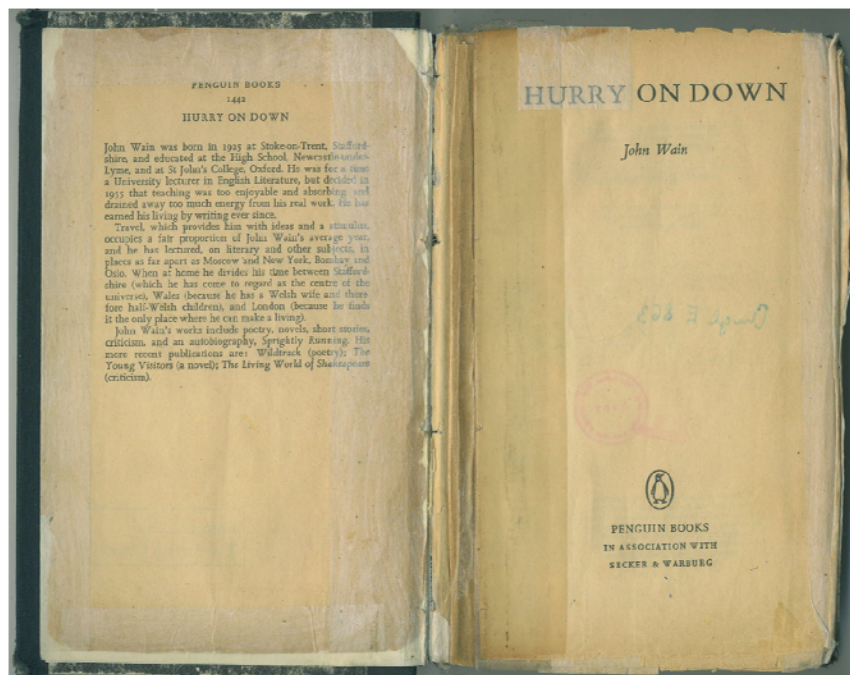 PENGUIN BOOKS
1442
HURRY ON DOWN
John Wain was born in 1925 at Stoke-on-Trent, Stafford-
shire, and educated at the High School, Newcastle-under-
Lyme, and at St John's College, Oxford. He was for a time
a University lecturer in English Literature, but decided in
1955 that teaching was too enjoyable and absorbing and
drained away too much energy from his real work. He has
earned his living by writing ever since.
Travel, which provides him with ideas and a stimulus,
occupies a fair proportion of John Wain's average year,
and he has lectured, on literary and other subjects, in
places as far apart as Moscow and New York, Bombay and
Oslo. When at home he divides his time between Stafford-
shire (which he has come to regard as the centre of the
universe), Wales (because he has a Welsh wife and there-
fore half-Welsh children), and London (because he finds
it the only place where he can make a living).
John Wain's works include poetry, novels, short stories,
criticism, and an autobiography, Sprightly Running. His
more recent publications are: Wildtrack (poetry); The
Young Visitors (a novel); The Living World of Shakespeare
(criticism).
HURRY ON DOWN
John Wain
PENGUIN BOOKS
IN ASSOCIATION WITH
SECKER & WARBURG